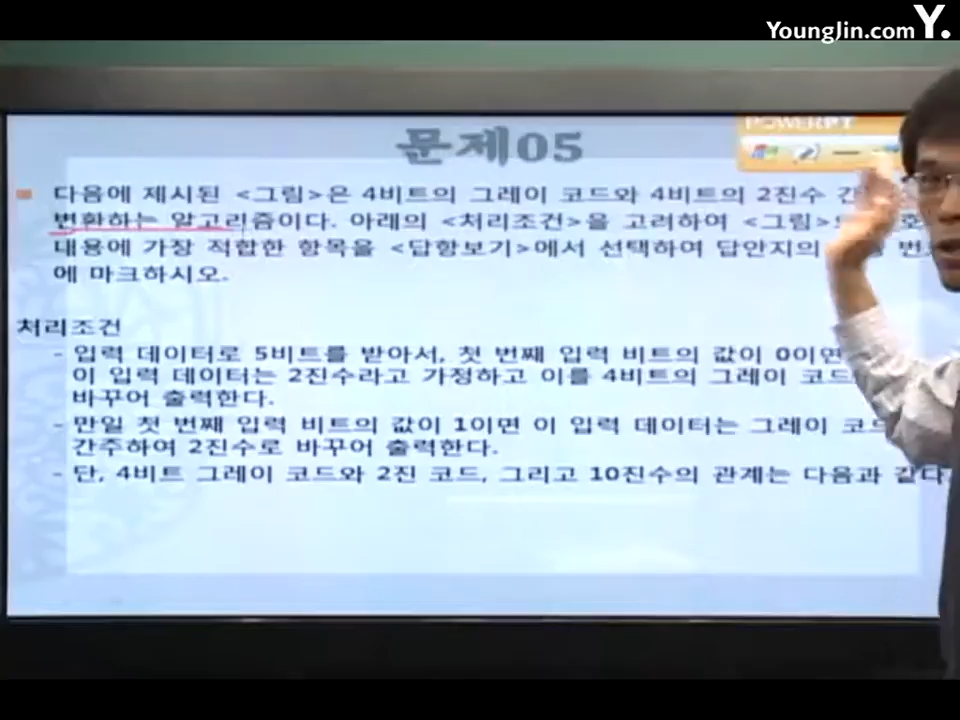 YoungJin.com Y.
문제05
POWERPT
다음에 제시된 <그림>은 4비트의 그레이 코드와 4비트의 2진수 간
변환하는 알고리즘이다. 아래의 <처리조건>을 고려하여 <그림>
내용에 가장 적합한 항목을 <답항보기>에서 선택하여 답안지의
에 마크하시오.
처리조건
- 입력 데이터로 5비트를 받아서, 첫 번째 입력 비트의 값이 0이면
이 입력 데이터는 2진수라고 가정하고 이를 4비트의 그레이 코드
바꾸어 출력한다.
- 만일 첫 번째 입력 비트의 값이 1이면 이 입력 데이터는 그레이 코드
간주하여 2진수로 바꾸어 출력한다.
- 단, 4비트 그레이 코드와 2진 코드, 그리고 10진수의 관계는 다음과 같다.